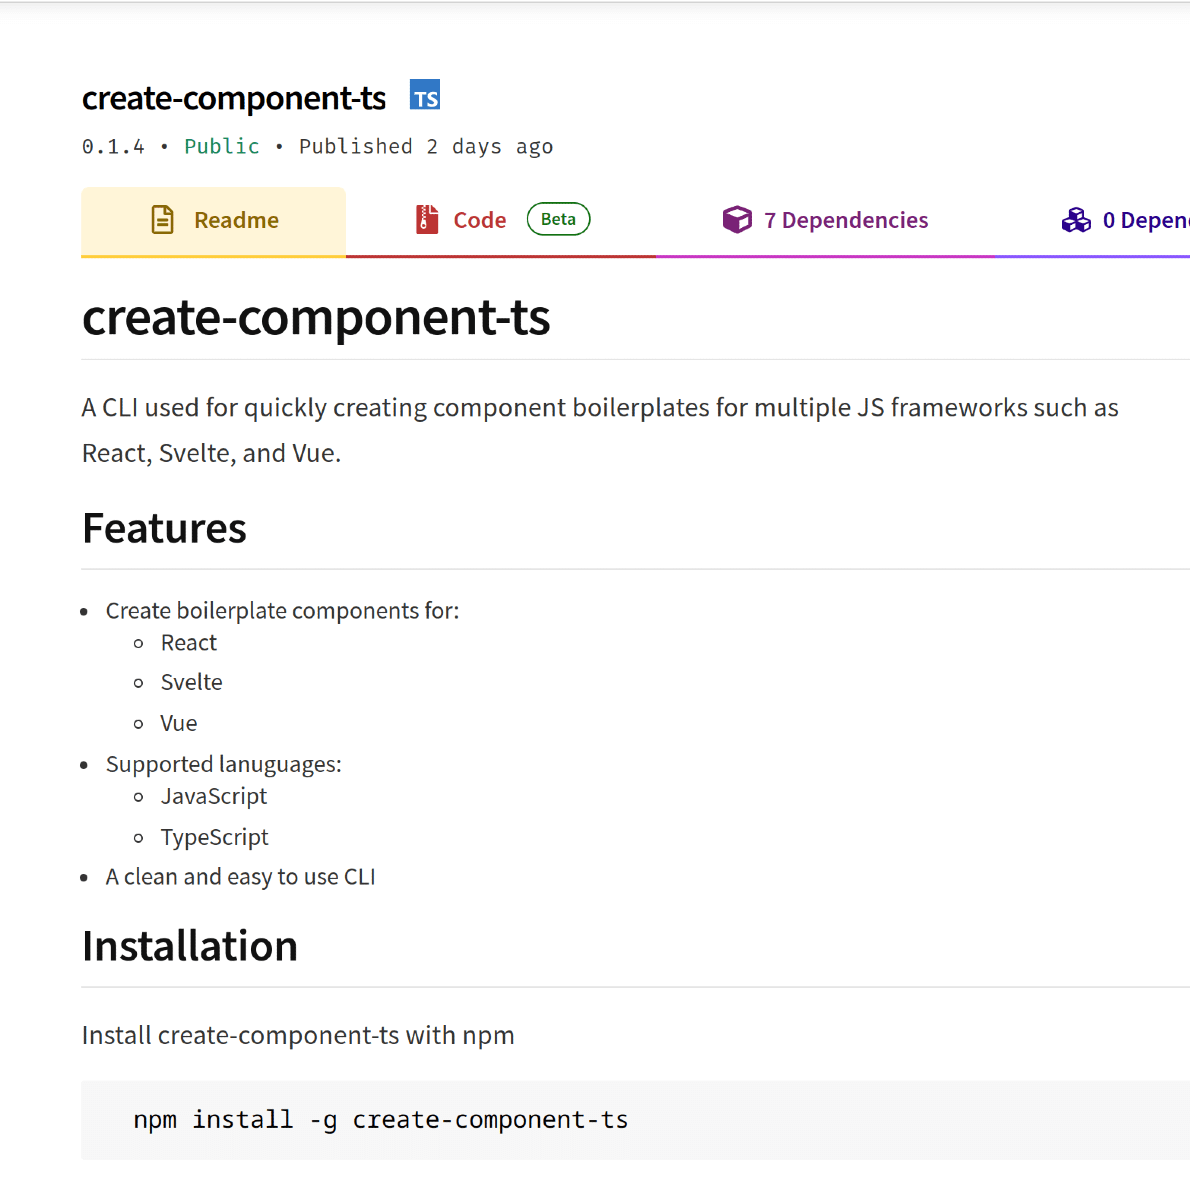 create-component-ts TS
0.1.4 • Public • Published 2 days ago
Readme Code Beta 7 Dependencies 0 Depen
create-component-ts
A CLI used for quickly creating component boilerplates for multiple JS frameworks such as
React, Svelte, and Vue.
Features
• Create boilerplate components for:
◦ React
◦ Svelte
◦ Vue
• Supported lanuguages:
◦ JavaScript
◦ TypeScript
• A clean and easy to use CLI
Installation
Install create-component-ts with npm
npm install -g create-component-ts